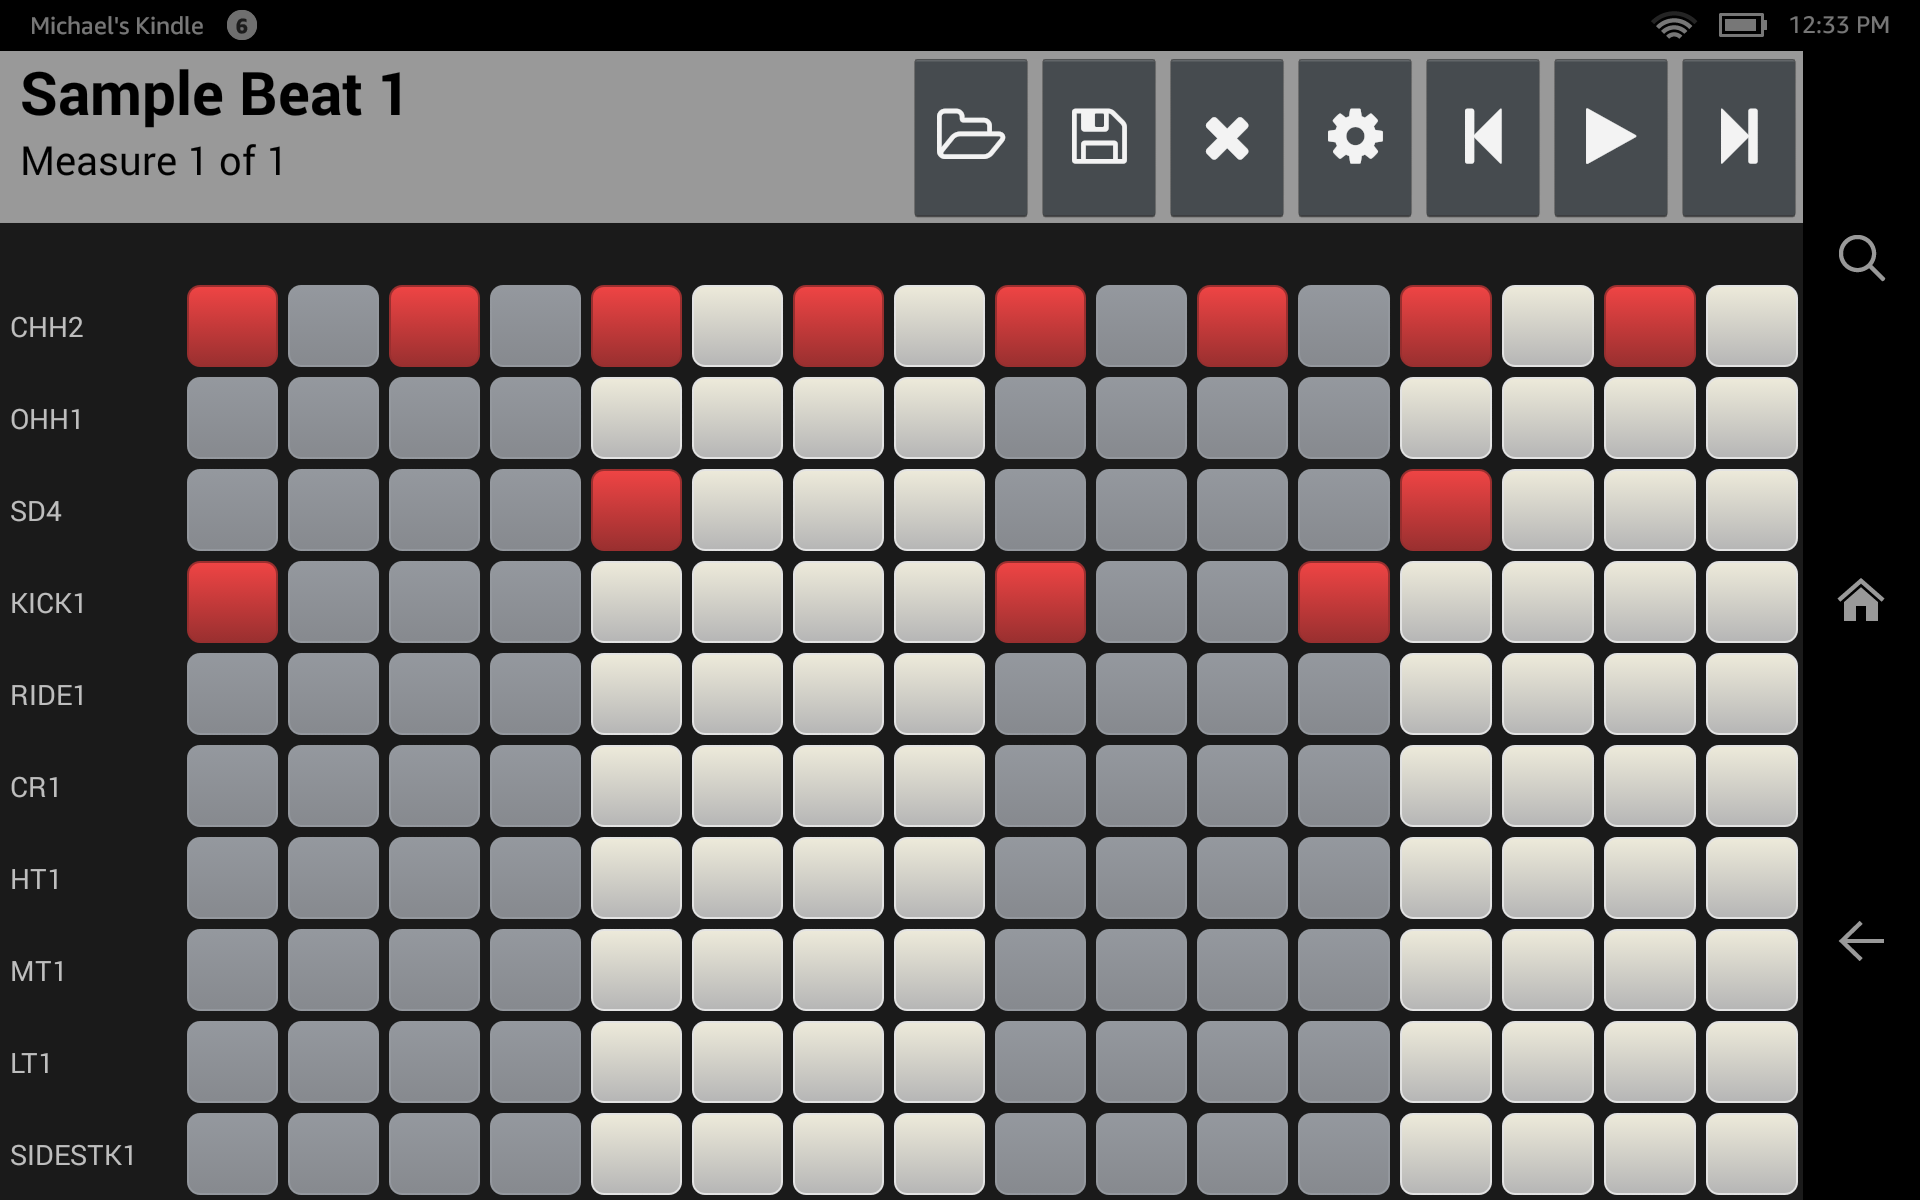 Michael's Kindle 6 12:33 PM
Sample Beat 1
Measure 1 of 1
CHH2
OHH1
SD4
KICK1
RIDE1
CR1
HT1
MT1
LT1
SIDESTK1